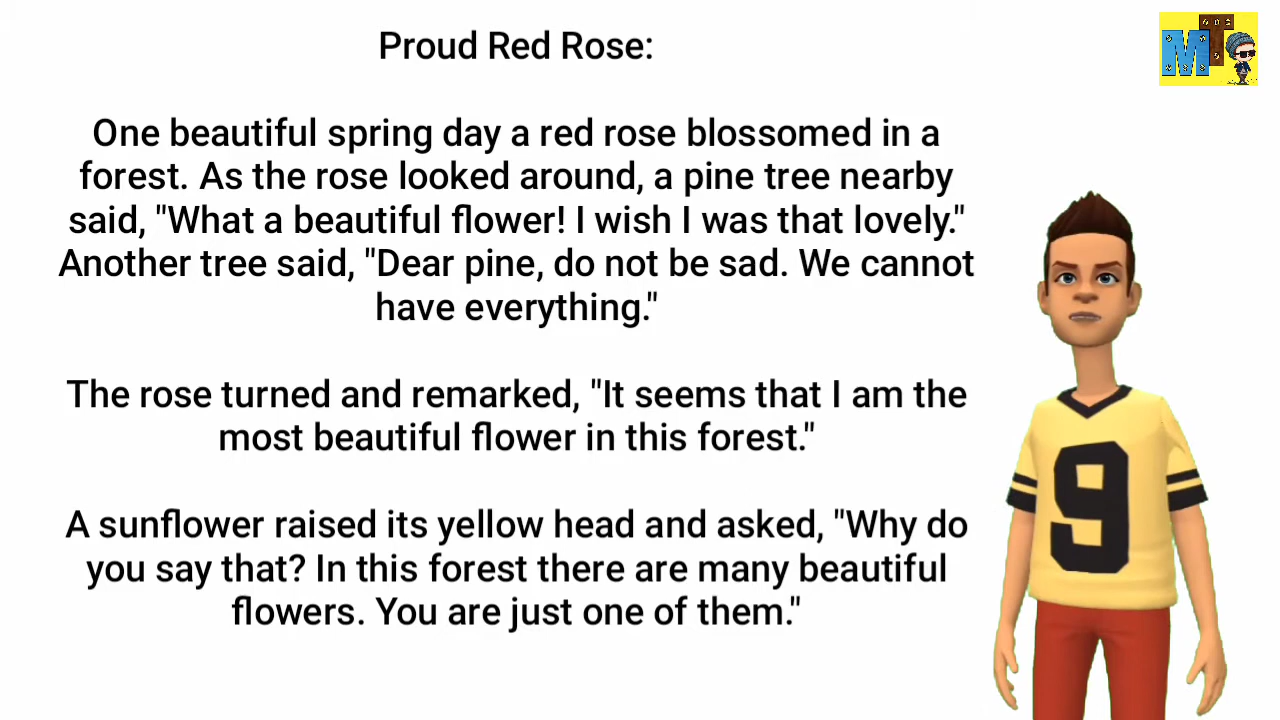 Proud Red Rose:
One beautiful spring day a red rose blossomed in a
forest. As the rose looked around, a pine tree nearby
said, "What a beautiful flower! I wish I was that lovely."
Another tree said, "Dear pine, do not be sad. We cannot
have everything."
The rose turned and remarked, "It seems that I am the
most beautiful flower in this forest."
A sunflower raised its yellow head and asked, "Why do
you say that? In this forest there are many beautiful
flowers. You are just one of them."
MT
9